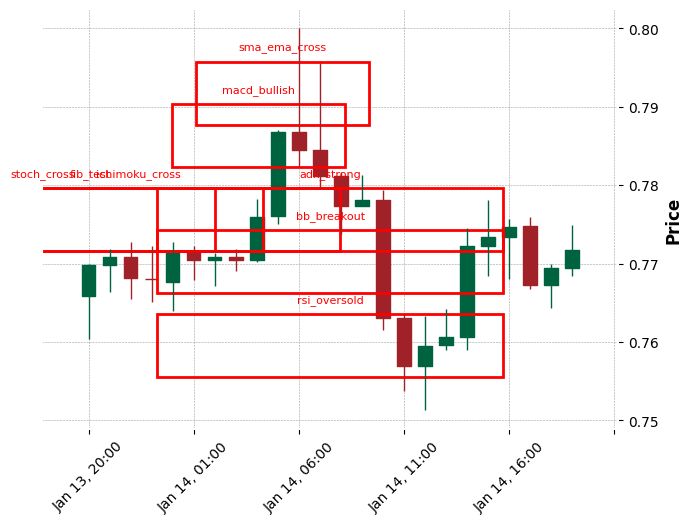 0.80
sma_ema_cross
macd_bullish
0.79
stoch_cross
fib_test
ichimoku_cross
adx_strong
0.78
bb_breakout
Price
0.77
rsi_oversold
0.76
0.75
Jan 13, 20:00
Jan 14, 01:00
Jan 14, 06:00
Jan 14, 11:00
Jan 14, 16:00